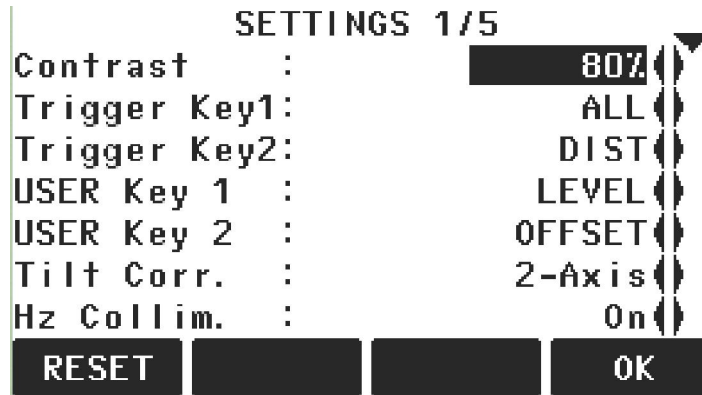 SETTINGS 1/5
Contrast : 80%
Trigger Key1: ALL
Trigger Key2: DIST
USER Key 1 : LEVEL
USER Key 2 : OFFSET
Tilt Corr. : 2-Axis
Hz Collim. : On
RESET OK